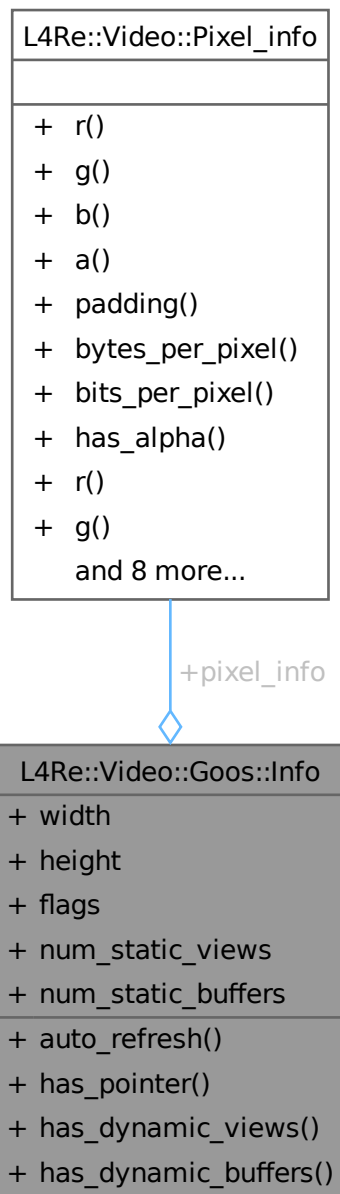 L4Re::Video::Pixel_info
+ r()
+ g()
+ b()
+ a()
+ padding()
+ bytes_per_pixel()
+ bits_per_pixel()
+ has_alpha()
+ r()
+ g()
and 8 more...
+pixel_info
L4Re::Video::Goos::Info
+ width
+ height
+ flags
+ num_static_views
+ num_static_buffers
+ auto_refresh()
+ has_pointer()
+ has_dynamic_views()
+ has_dynamic_buffers()